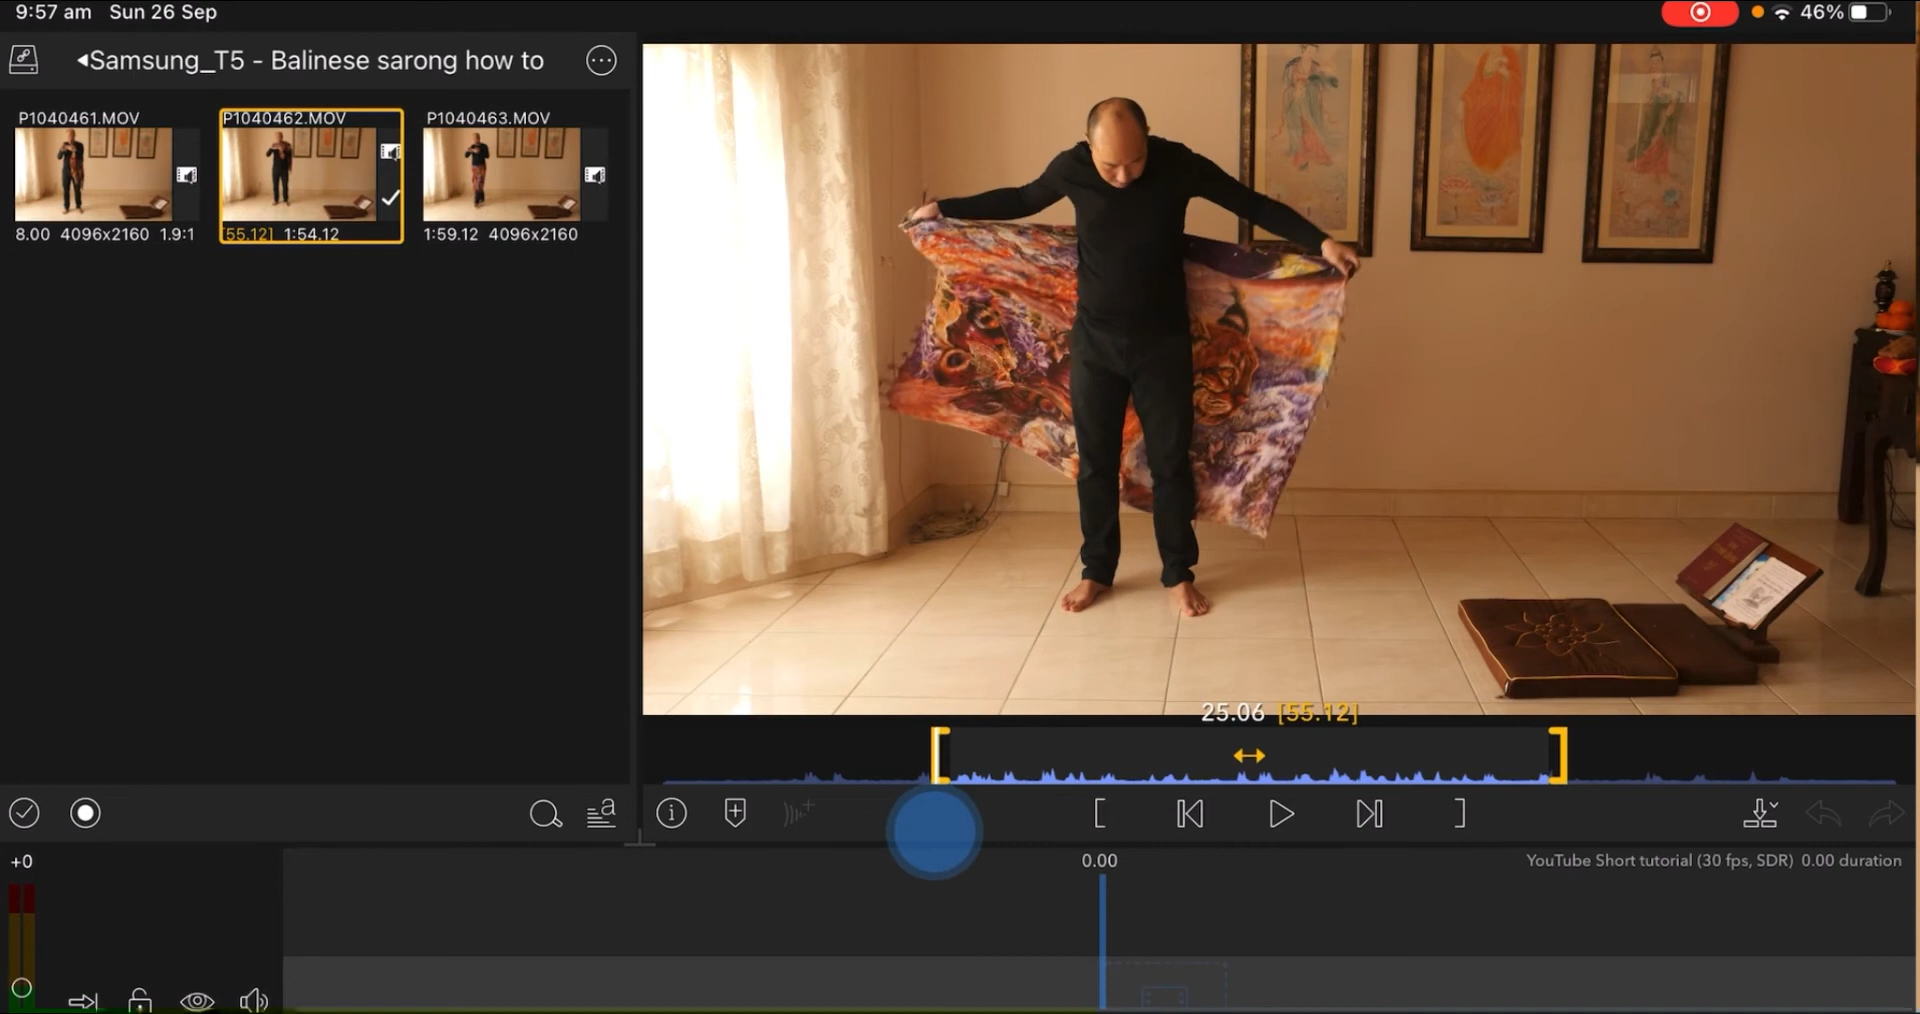 9:57 am Sun 26 Sep
46%
Samsung_T5 - Balinese sarong how to
P1040461.MOV
8.00 4096x2160 1.9:1
P1040462.MOV
[55.12] 1:54.12
P1040463.MOV
1:59.12 4096x2160
25.06 [55.12]
+0
0.00
YouTube Short tutorial (30 fps, SDR) 0.00 duration